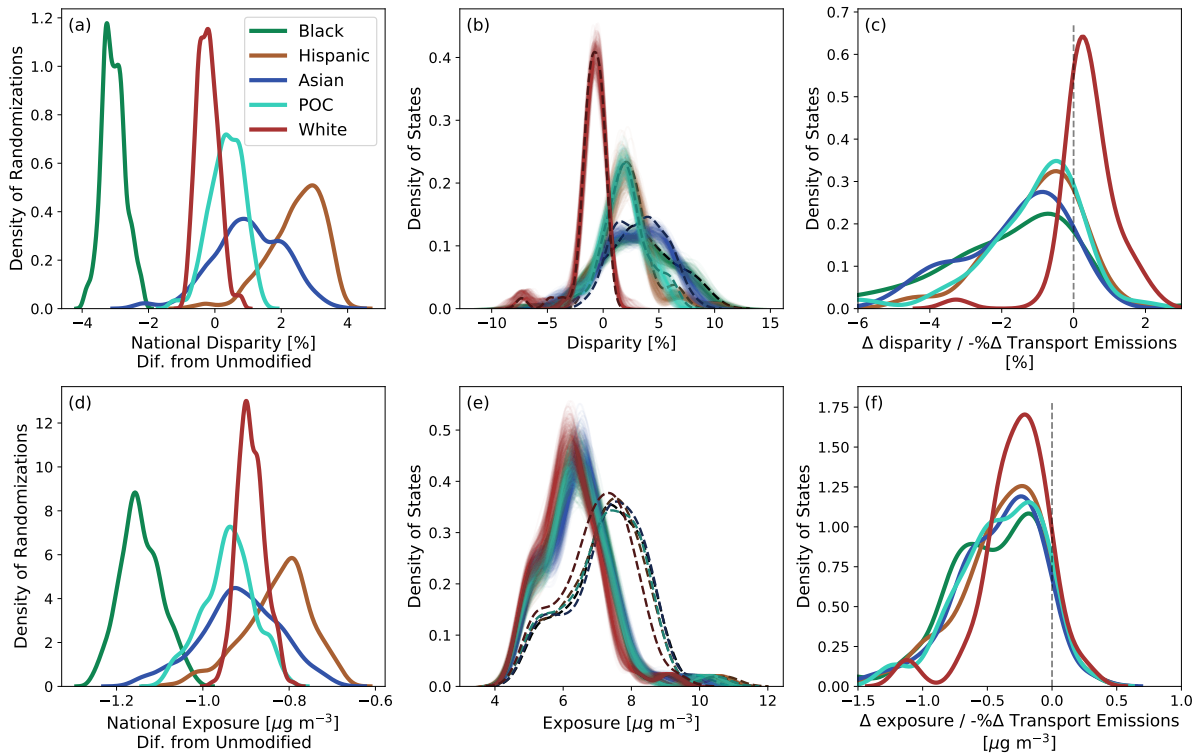 (a)
Black
Hispanic
Asian
POC
White
Density of Randomizations
0.0
0.2
0.4
0.6
0.8
1.0
1.2
−4
−2
0
2
4
National Disparity [%]
Dif. from Unmodified
(b)
Density of States
0.0
0.1
0.2
0.3
0.4
−10
−5
0
5
10
15
Disparity [%]
(c)
Density of States
0.0
0.1
0.2
0.3
0.4
0.5
0.6
0.7
−6
−4
−2
0
2
Δ disparity / -%Δ Transport Emissions
[%]
(d)
Density of Randomizations
0
2
4
6
8
10
12
−1.2
−1.0
−0.8
−0.6
National Exposure [μg m⁻³]
Dif. from Unmodified
(e)
Density of States
0.0
0.1
0.2
0.3
0.4
0.5
4
6
8
10
12
Exposure [μg m⁻³]
(f)
Density of States
0.00
0.25
0.50
0.75
1.00
1.25
1.50
1.75
−1.5
−1.0
−0.5
0.0
0.5
1.0
Δ exposure / -%Δ Transport Emissions
[μg m⁻³]